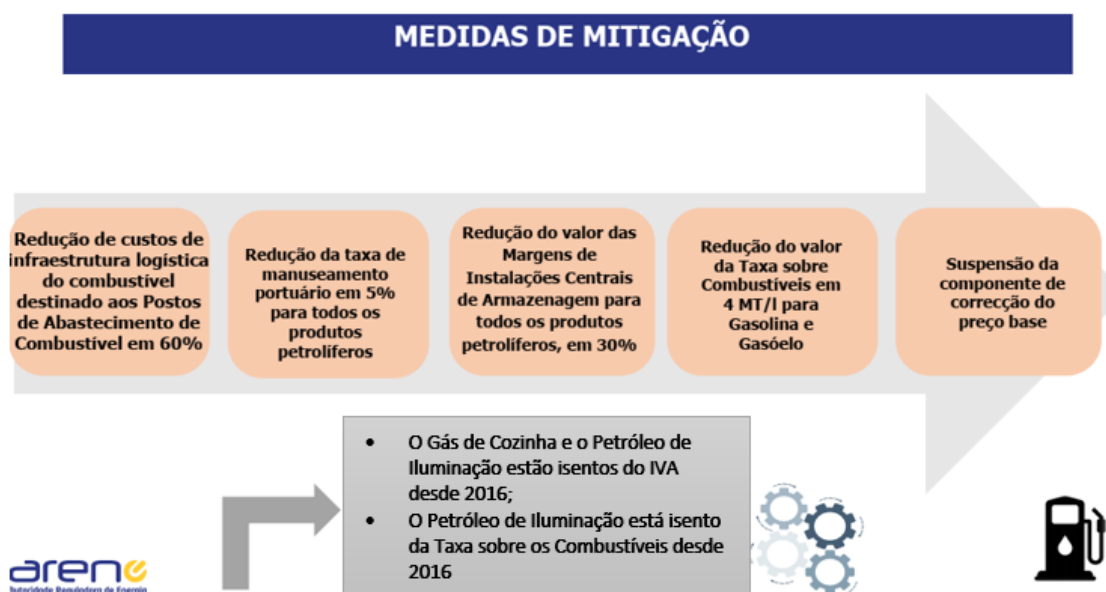 MEDIDAS DE MITIGAÇÃO
Redução de custos de
infraestrutura logística
do combustível
destinado aos Postos
de Abastecimento de
Combustível em 60%
Redução da taxa de
manuseamento
portuário em 5%
para todos os
produtos
petrolíferos
Redução do valor das
Margens de
Instalações Centrais
de Armazenagem para
todos os produtos
petrolíferos, em 30%
Redução do valor
da Taxa sobre
Combustíveis em
4 MT/l para
Gasolina e
Gasóelo
Suspensão da
componente de
correcção do
preço base
• O Gás de Cozinha e o Petróleo de
Iluminação estão isentos do IVA
desde 2016;
• O Petróleo de Iluminação está isento
da Taxa sobre os Combustíveis desde
2016
arene
Autoridade Reguladora de Energia